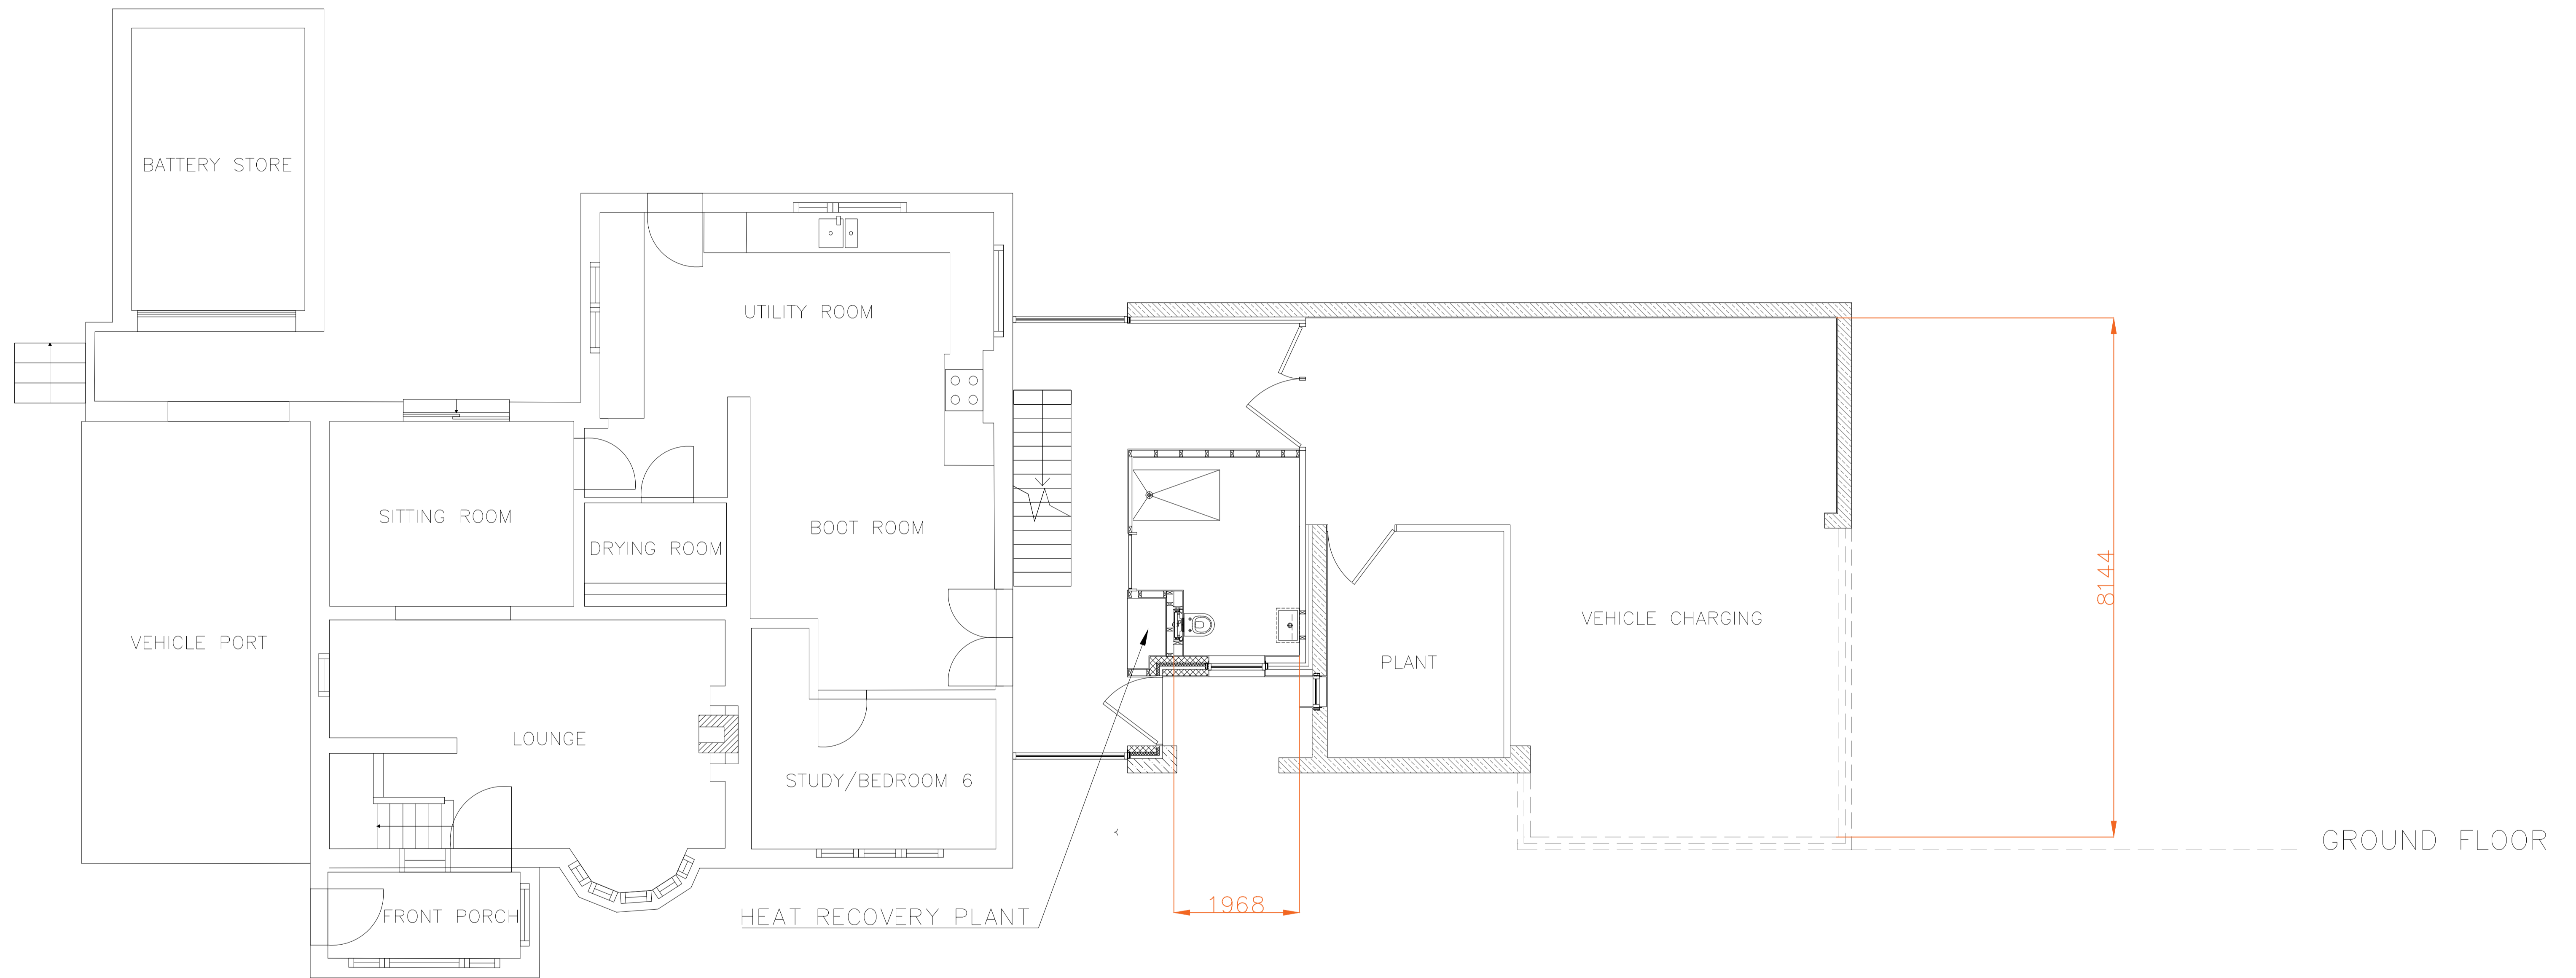 BATTERY STORE
UTILITY ROOM
SITTING ROOM
BOOT ROOM
DRYING ROOM
8144
VEHICLE CHARGING
VEHICLE PORT
PLANT
LOUNGE
STUDY/BEDROOM 6
Y
GROUND FLOOR
1968
FRONT PORCH
HEAT RECOVERY PLANT